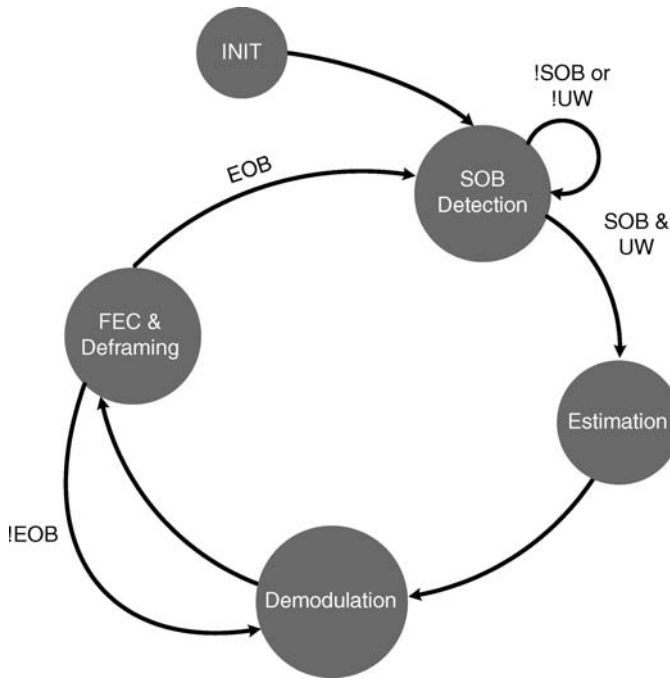 INIT
!SOB or
!UW
EOB
SOB
Detection
SOB &
UW
FEC &
Deframing
Estimation
!EOB
Demodulation